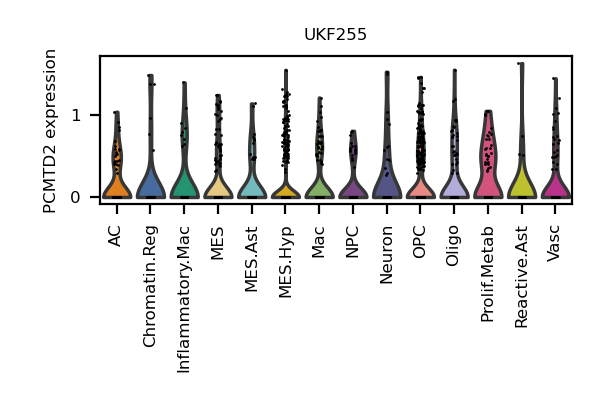 UKF255
PCMTD2 expression
1
0
AC
Chromatin.Reg
Inflammatory.Mac
MES
MES.Ast
MES.Hyp
Mac
NPC
Neuron
OPC
Oligo
Prolif.Metab
Reactive.Ast
Vasc